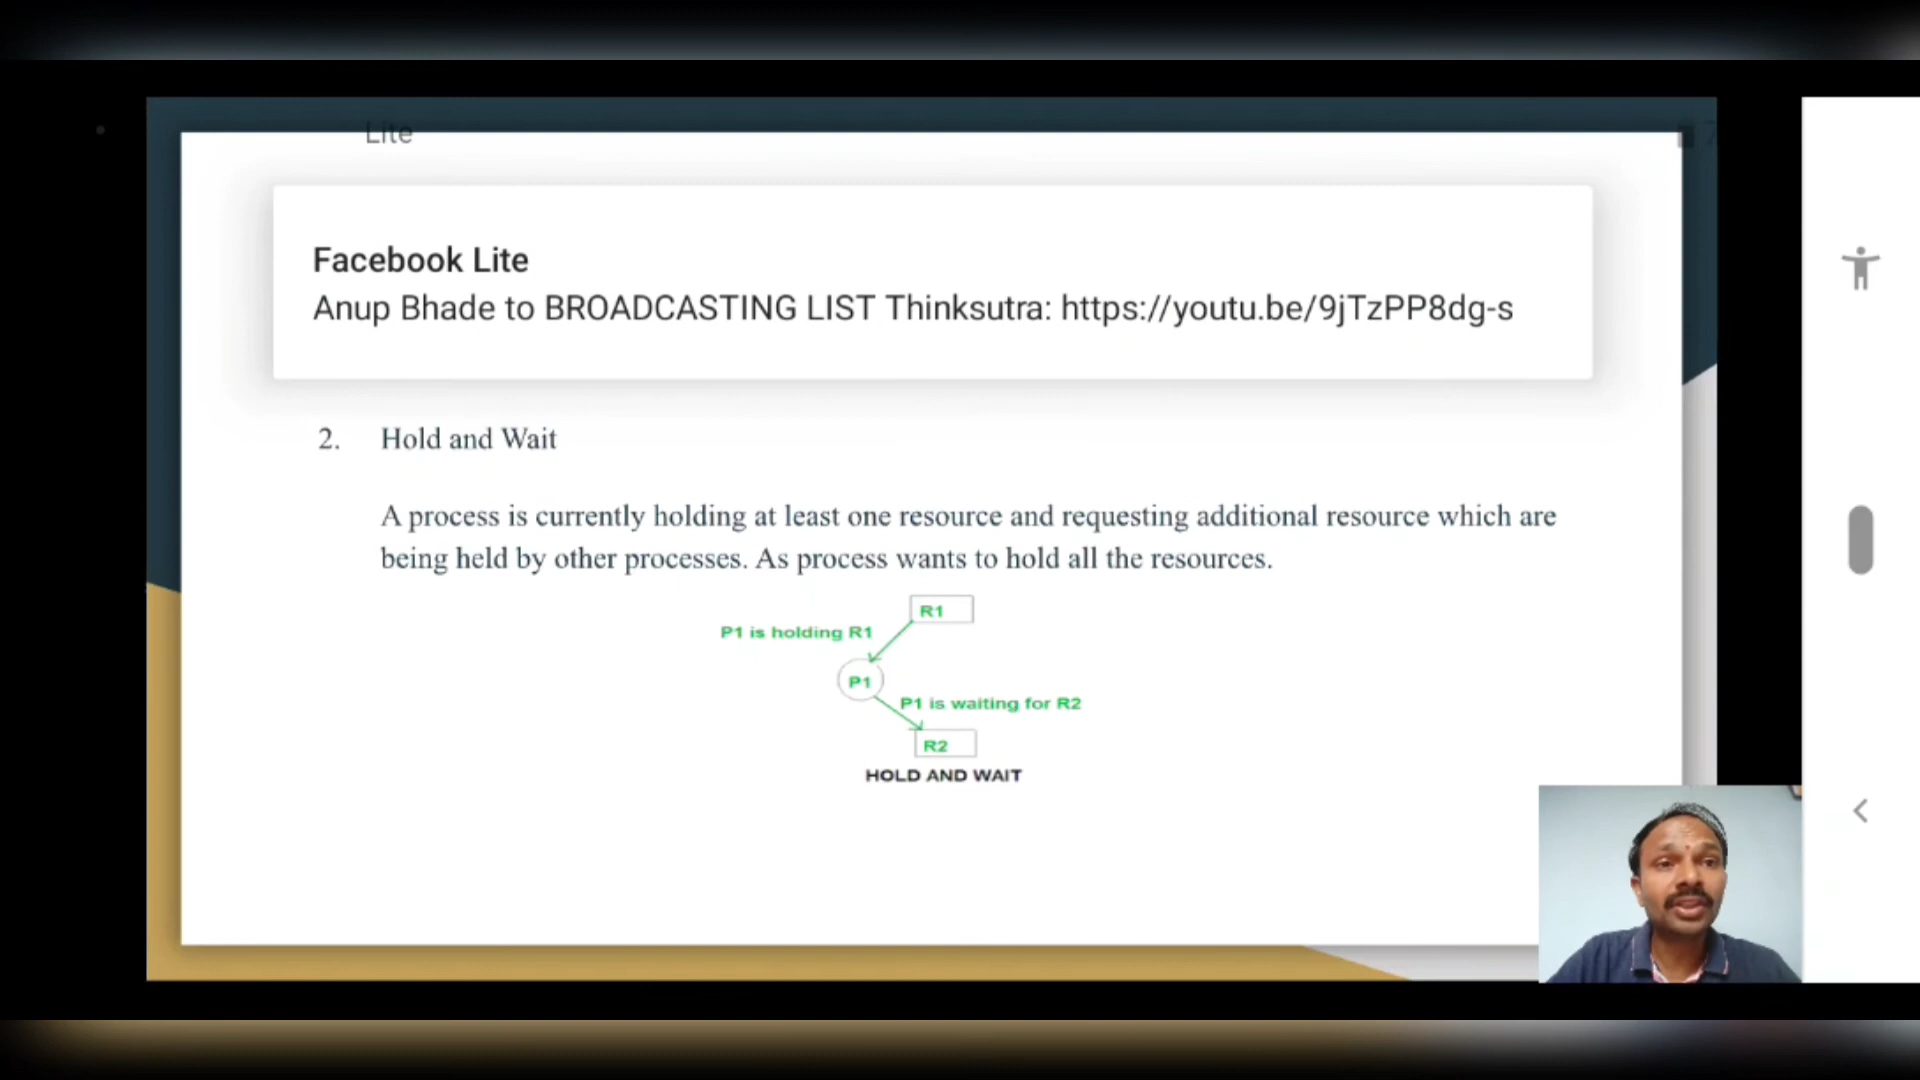 Lite
Facebook Lite
Anup Bhade to BROADCASTING LIST Thinksutra: https://youtu.be/9jTzPP8dg-s
2. Hold and Wait
A process is currently holding at least one resource and requesting additional resource which are
being held by other processes. As process wants to hold all the resources.
R1
P1 is holding R1
P1
P1 is waiting for R2
R2
HOLD AND WAIT